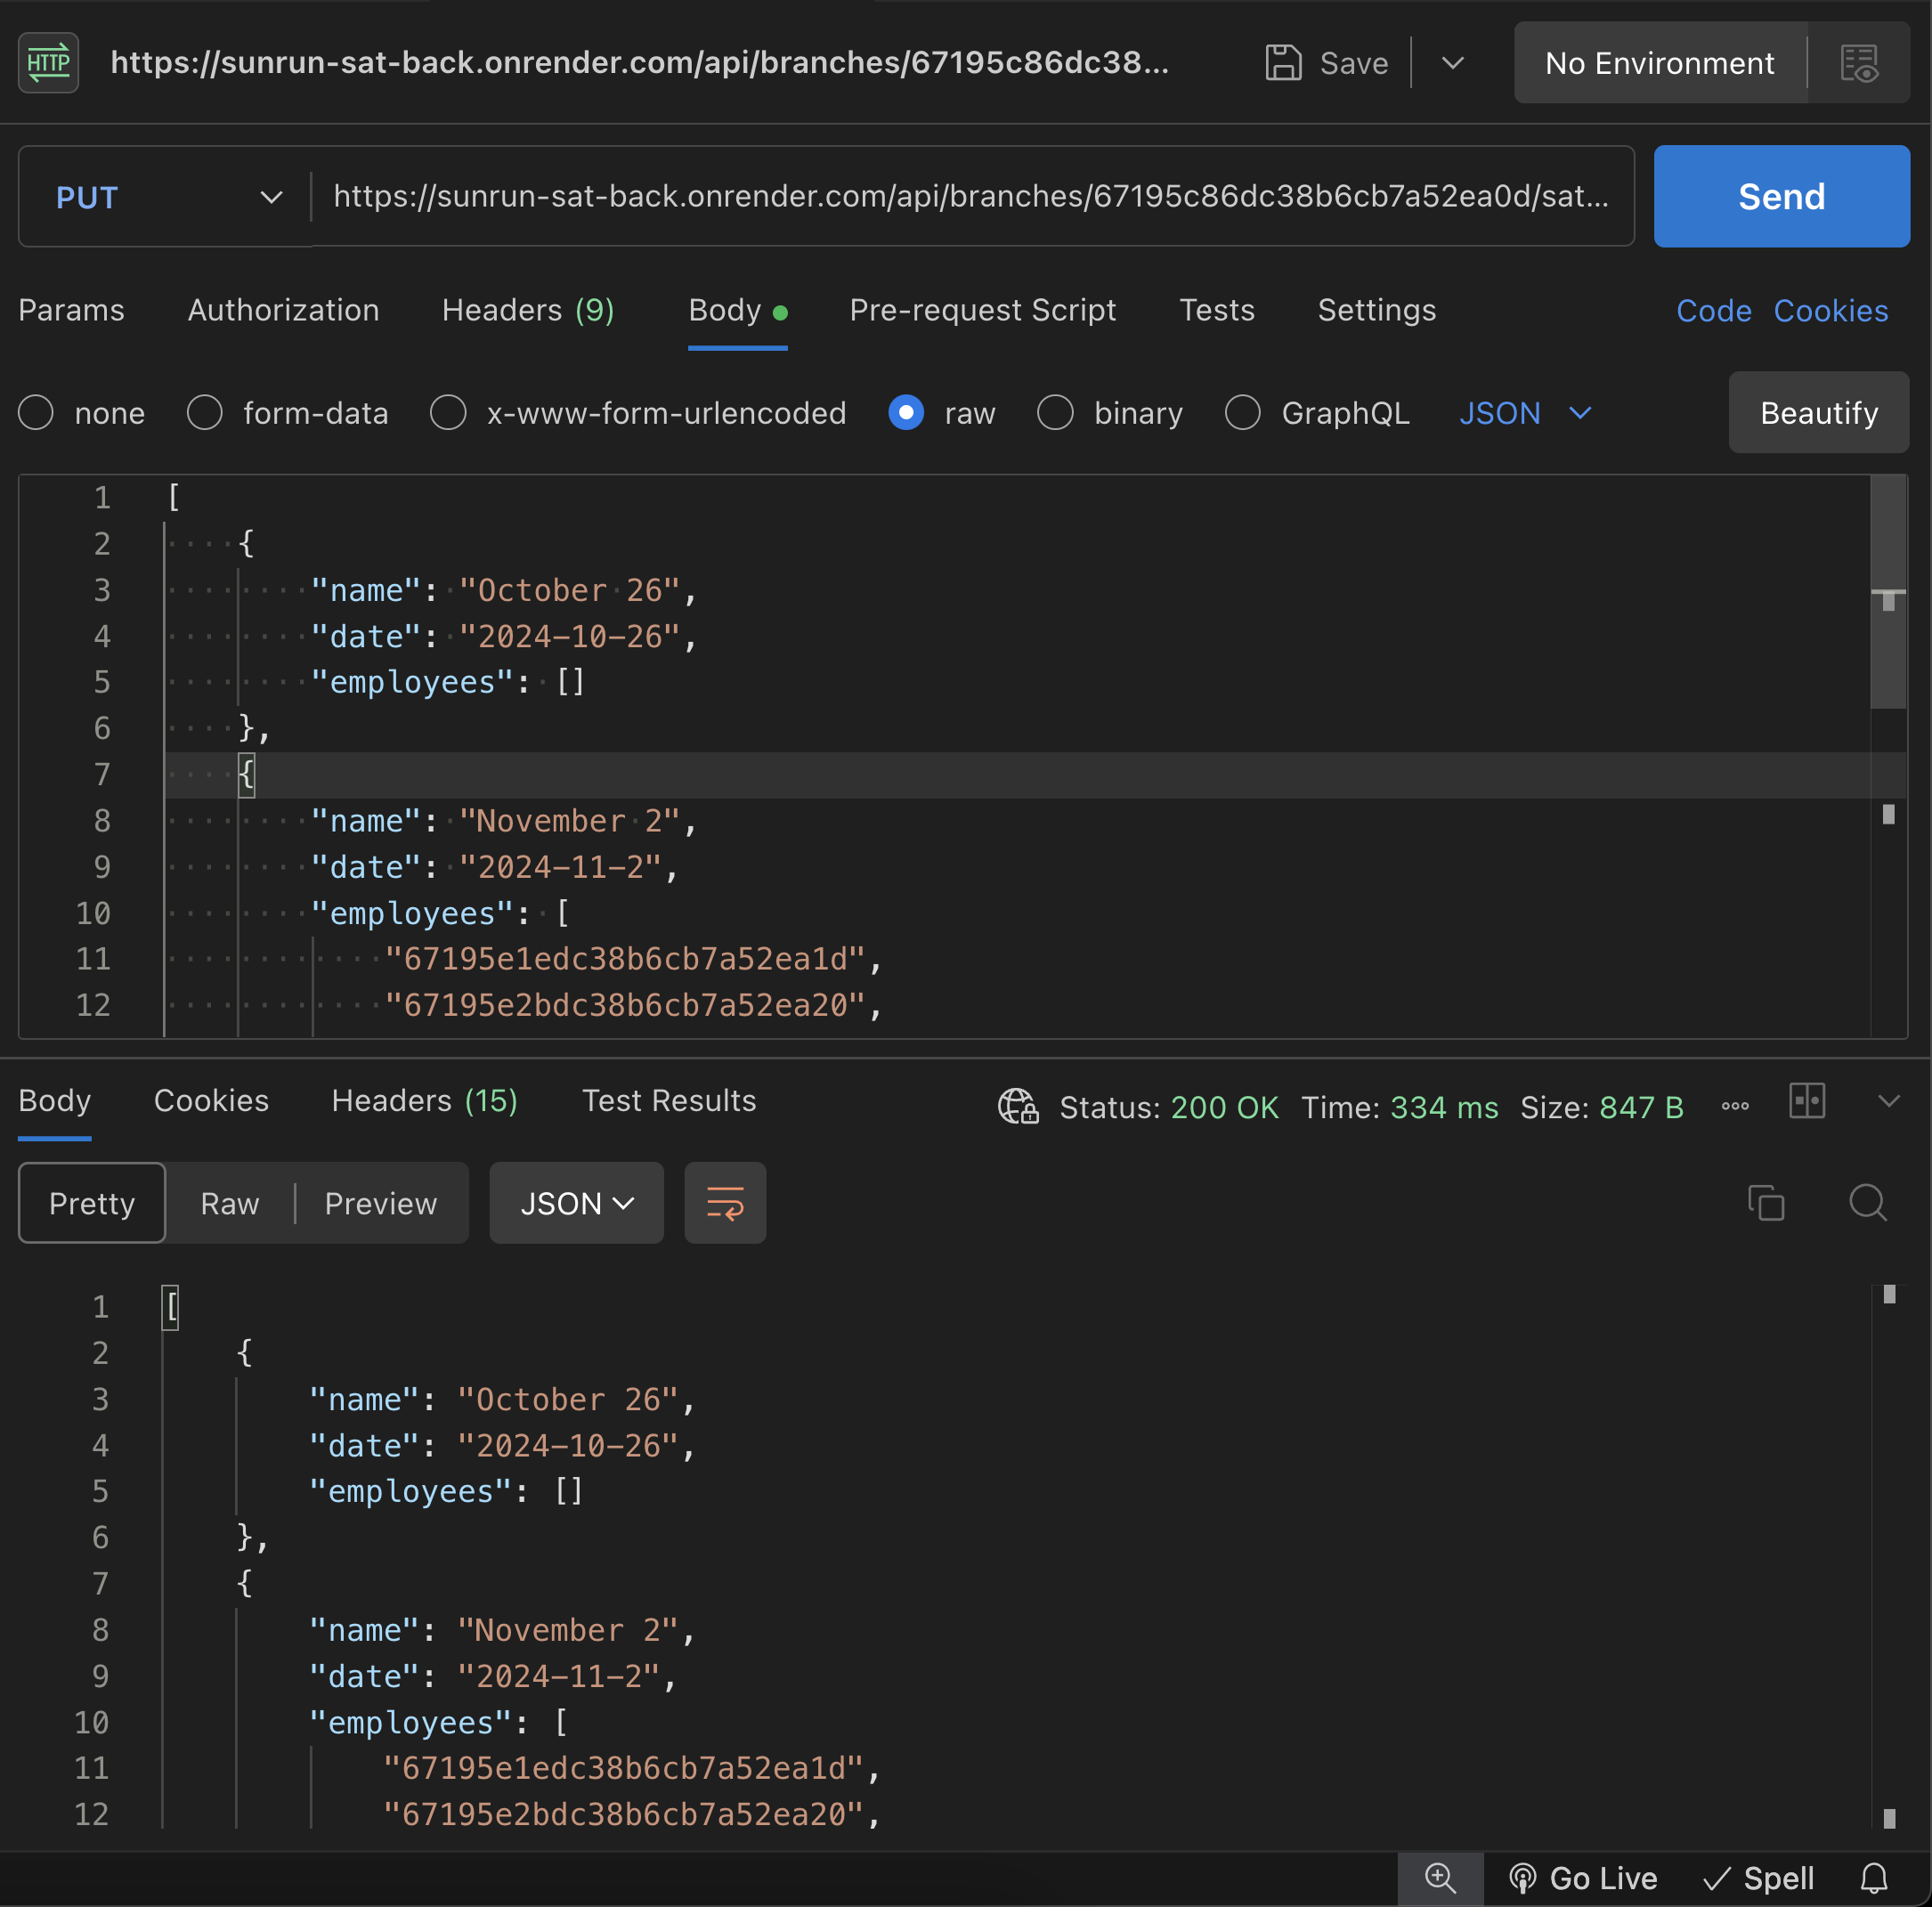 HTTP https://sunrun-sat-back.onrender.com/api/branches/67195c86dc38... Save No Environment
PUT https://sunrun-sat-back.onrender.com/api/branches/67195c86dc38b6cb7a52ea0d/sat... Send
Params Authorization Headers (9) Body Pre-request Script Tests Settings Code Cookies
none form-data x-www-form-urlencoded raw binary GraphQL JSON Beautify
1 [
2 {
3 "name": "October 26",
4 "date": "2024-10-26",
5 "employees": []
6 },
7 {
8 "name": "November 2",
9 "date": "2024-11-2",
10 "employees": [
11 "67195e1edc38b6cb7a52ea1d",
12 "67195e2bdc38b6cb7a52ea20",
Body Cookies Headers (15) Test Results Status: 200 OK Time: 334 ms Size: 847 B
Pretty Raw Preview JSON
1 [
2 {
3 "name": "October 26",
4 "date": "2024-10-26",
5 "employees": []
6 },
7 {
8 "name": "November 2",
9 "date": "2024-11-2",
10 "employees": [
11 "67195e1edc38b6cb7a52ea1d",
12 "67195e2bdc38b6cb7a52ea20",
Go Live Spell